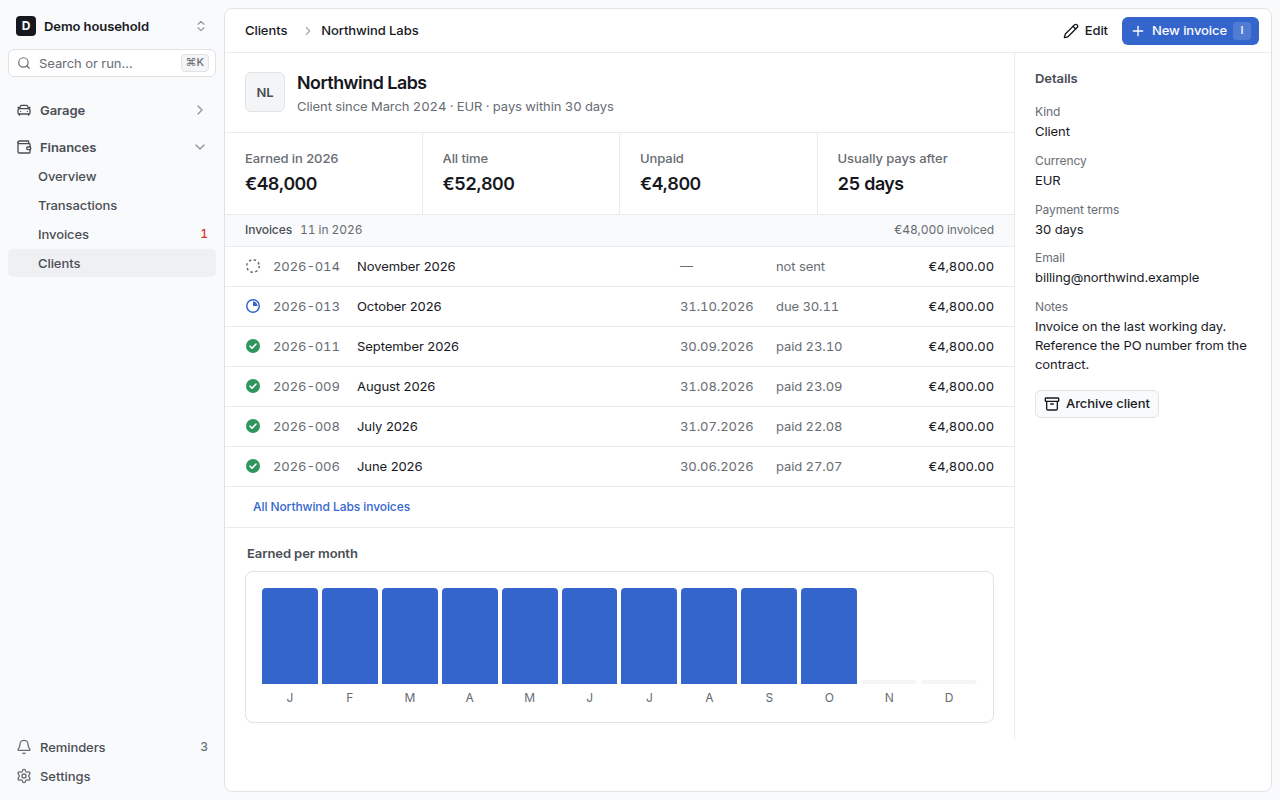 D Demo household
Search or run... ⌘K
Garage
Finances
Overview
Transactions
Invoices 1
Clients
Reminders 3
Settings
Clients > Northwind Labs
Edit
+ New invoice I
NL
Northwind Labs
Client since March 2024 · EUR · pays within 30 days
Earned in 2026
€48,000
All time
€52,800
Unpaid
€4,800
Usually pays after
25 days
Invoices 11 in 2026 €48,000 invoiced
2026-014 November 2026 — not sent €4,800.00
2026-013 October 2026 31.10.2026 due 30.11 €4,800.00
2026-011 September 2026 30.09.2026 paid 23.10 €4,800.00
2026-009 August 2026 31.08.2026 paid 23.09 €4,800.00
2026-008 July 2026 31.07.2026 paid 22.08 €4,800.00
2026-006 June 2026 30.06.2026 paid 27.07 €4,800.00
All Northwind Labs invoices
Earned per month
J F M A M J J A S O N D
Details
Kind
Client
Currency
EUR
Payment terms
30 days
Email
billing@northwind.example
Notes
Invoice on the last working day.
Reference the PO number from the
contract.
Archive client